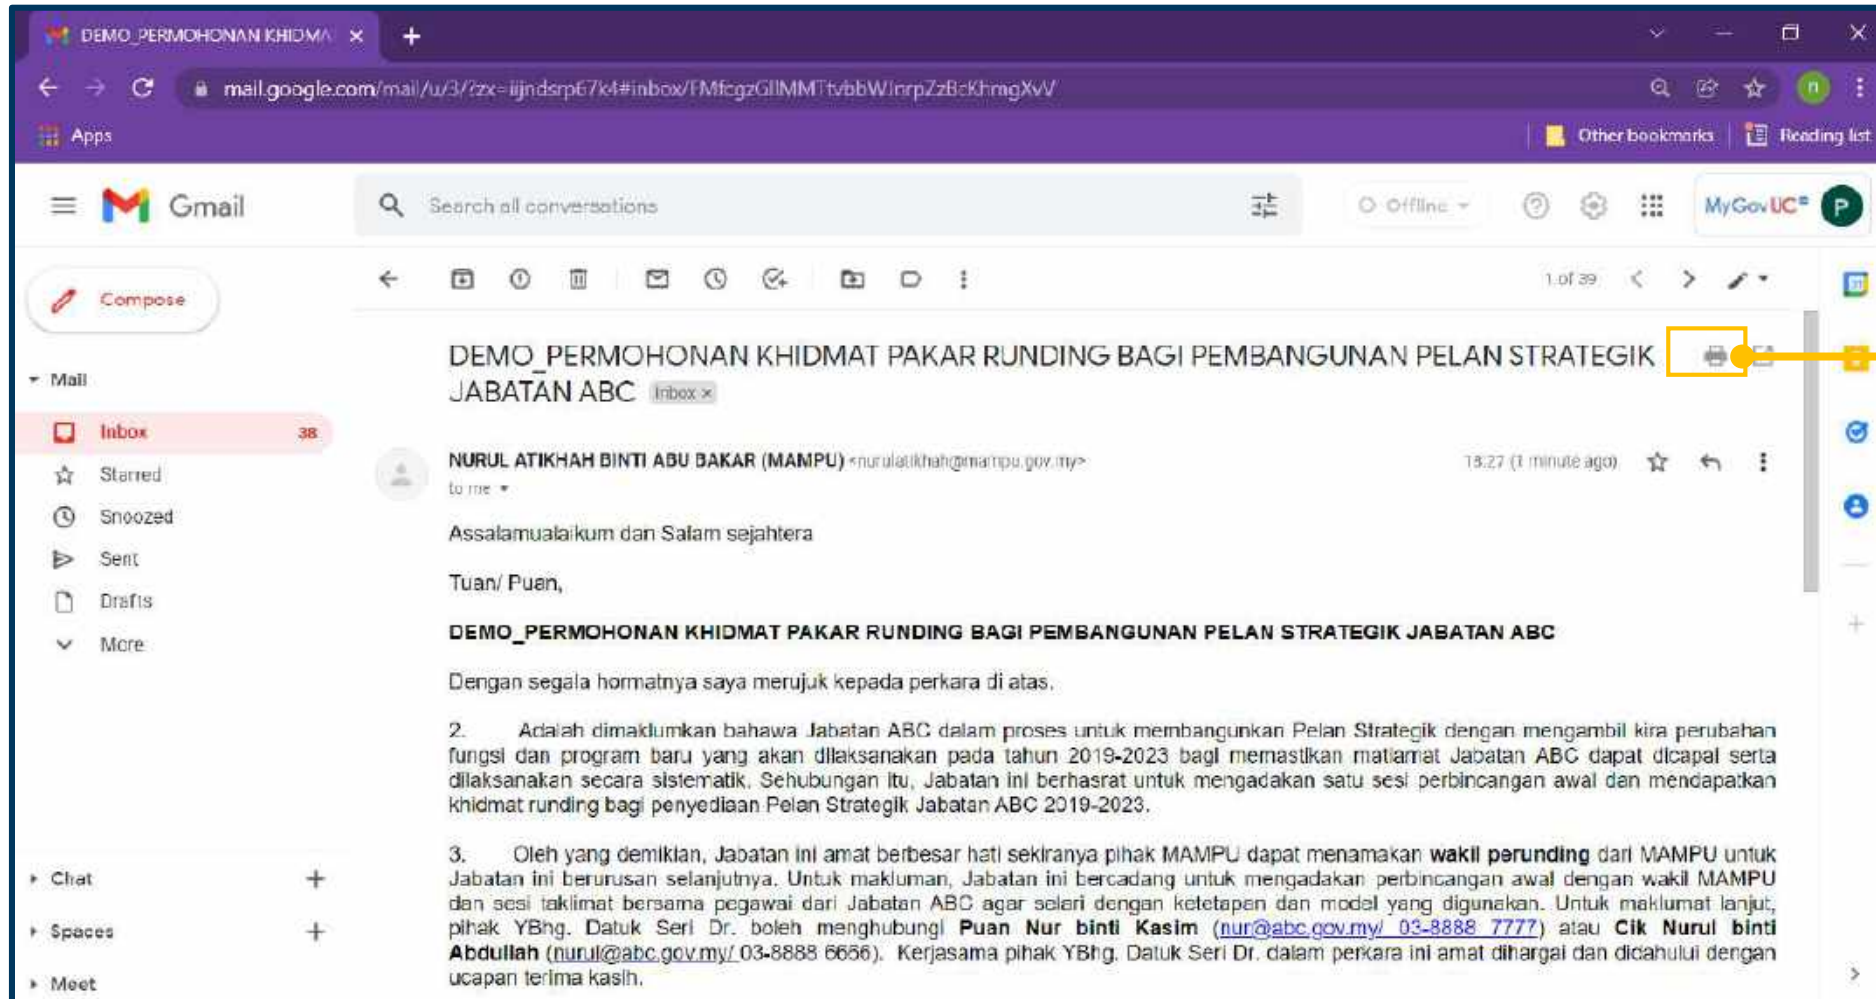 DEMO_PERMOHONAN KHIDMA
Apps
Other bookmarks
Reading list
Gmail
Search all conversations
Offline
MyGovUC
P
Compose
1 of 39
Mail
Inbox 38
Starred
Snoozed
Sent
Drafts
More
Chat
Spaces
Meet
DEMO_PERMOHONAN KHIDMAT PAKAR RUNDING BAGI PEMBANGUNAN PELAN STRATEGIK
JABATAN ABC Inbox ×
NURUL ATIKHAH BINTI ABU BAKAR (MAMPU) <nurulatikhah@mampu.gov.my>
18:27 (1 minute ago)
to me
Assalamualaikum dan Salam sejahtera
Tuan/ Puan,
DEMO_PERMOHONAN KHIDMAT PAKAR RUNDING BAGI PEMBANGUNAN PELAN STRATEGIK JABATAN ABC
Dengan segala hormatnya saya merujuk kepada perkara di atas.
2. Adalah dimaklumkan bahawa Jabatan ABC dalam proses untuk membangunkan Pelan Strategik dengan mengambil kira perubahan
fungsi dan program baru yang akan dilaksanakan pada tahun 2019-2023 bagi memastikan matlamat Jabatan ABC dapat dicapai serta
dilaksanakan secara sistematik. Sehubungan itu, Jabatan ini berhasrat untuk mengadakan satu sesi perbincangan awal dan mendapatkan
khidmat runding bagi penyediaan Pelan Strategik Jabatan ABC 2019-2023.
3. Oleh yang demikian, Jabatan ini amat berbesar hati sekiranya pihak MAMPU dapat menamakan wakil perunding dari MAMPU untuk
Jabatan ini berurusan selanjutnya. Untuk makluman, Jabatan ini bercadang untuk mengadakan perbincangan awal dengan wakil MAMPU
dan sesi taklimat bersama pegawai dari Jabatan ABC agar selari dengan ketetapan dan model yang digunakan. Untuk maklumat lanjut,
pihak YBhg. Datuk Seri Dr. boleh menghubungi Puan Nur binti Kasim (nur@abc.gov.my/ 03-8888 7777) atau Cik Nurul binti
Abdullah (nurul@abc.gov.my/ 03-8888 6666). Kerjasama pihak YBhg. Datuk Seri Dr. dalam perkara ini amat dihargai dan didahului dengan
ucapan terima kasih.